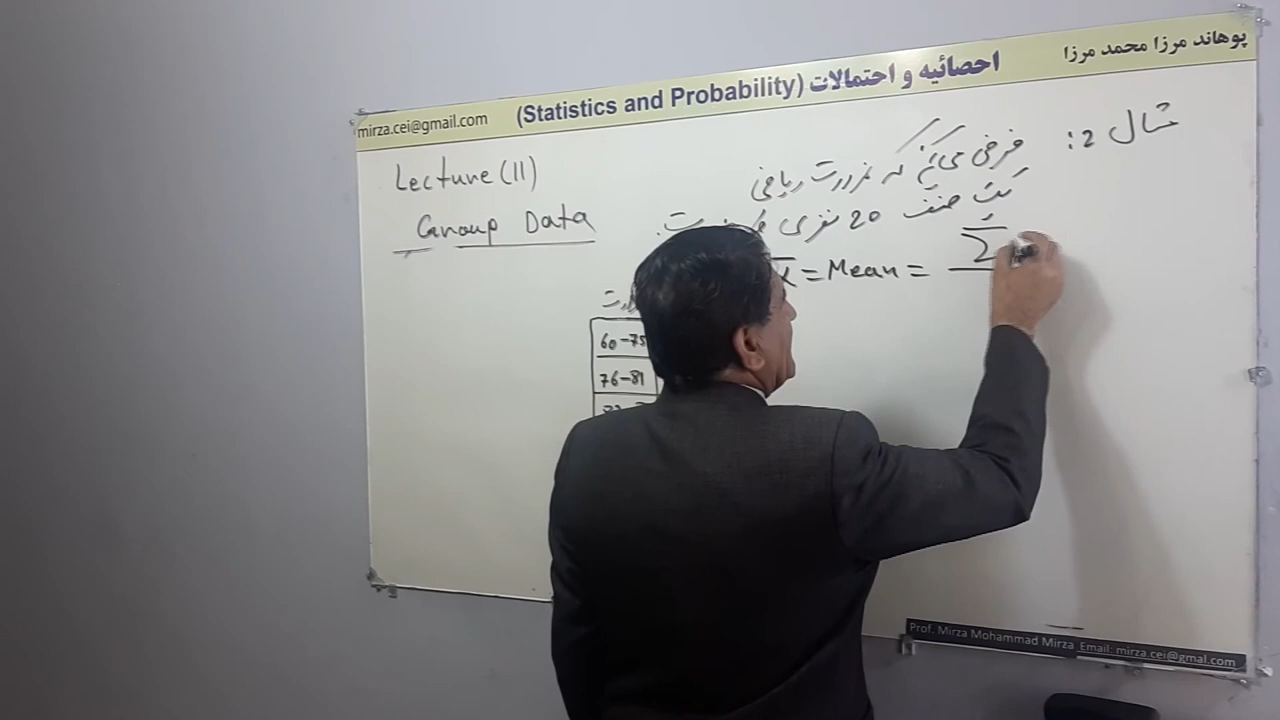 پوهاند مرزا محمد مرزا
احصائیه و احتمالات (Statistics and Probability)
mirza.cei@gmail.com
Lecture (11)
Group Data
مثال 2:
فرض می کنیم که نمرات ریاضی
یک صنف 20 نفری
= Mean =
Σ
60-75
76-81
Prof. Mirza Mohammad Mirza Email: mirza.cei@gmal.com